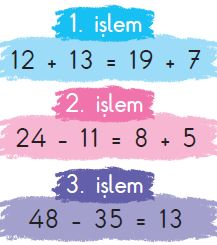 1. işlem
12 + 13 = 19 + 7
2. işlem
24 - 11 = 8 + 5
3. işlem
48 - 35 = 13